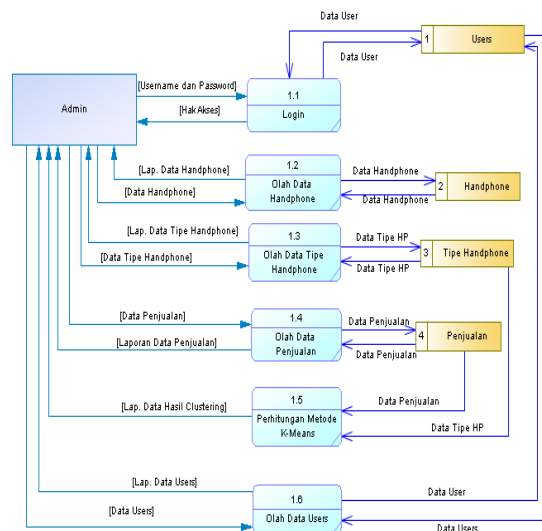 Data User
1
Users
Data User
Admin
[Username dan Password]
1.1
Login
[Hak Akses]
[Lap. Data Handphone]
1.2
Olah Data
Handphone
Data Handphone
2
Handphone
[Data Handphone]
Data Handphone
[Lap. Data Tipe Handphone]
1.3
Olah Data Tipe
Handphone
Data Tipe HP
3
Tipe Handphone
[Data Tipe Handphone]
Data Tipe HP
[Data Penjualan]
1.4
Olah Data
Penjualan
Data Penjualan
4
Penjualan
[Laporan Data Penjualan]
Data Penjualan
[Lap. Data Hasil Clustering]
1.5
Perhitungan Metode
K-Means
Data Penjualan
Data Tipe HP
[Lap. Data Users]
1.6
Olah Data Users
Data User
[Data Users]
Data Users